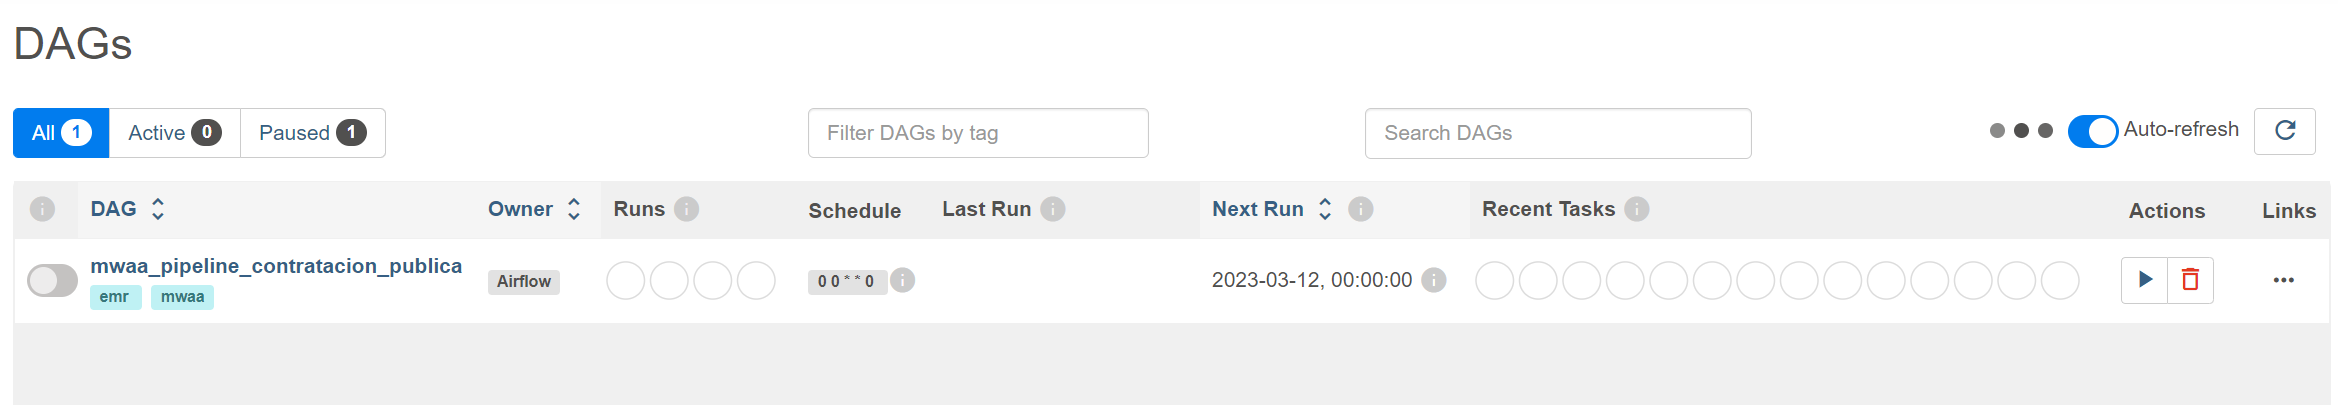 DAGs
All 1 Active 0 Paused 1 Filter DAGs by tag Search DAGs Auto-refresh
DAG Owner Runs Schedule Last Run Next Run Recent Tasks Actions Links
mwaa_pipeline_contratacion_publica Airflow 0 0 * * 0 2023-03-12, 00:00:00
emr mwaa